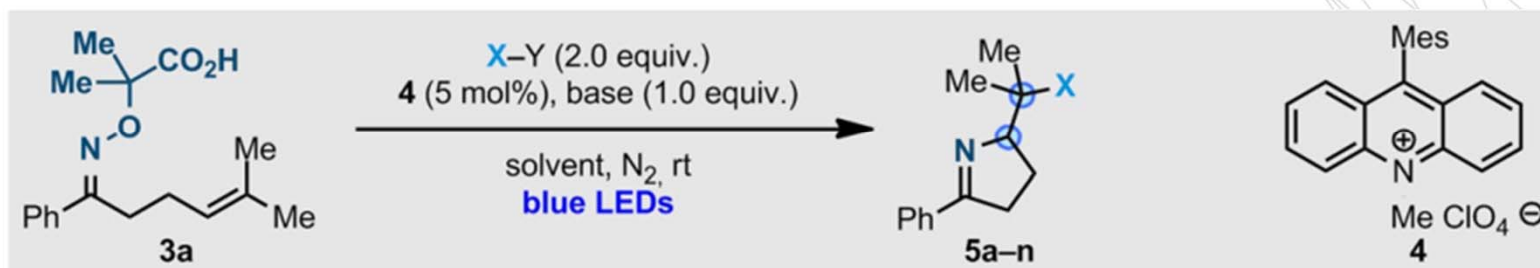 Me
CO₂H
Me
O
N
Me
Ph
Me
3a
X–Y (2.0 equiv.)
4 (5 mol%), base (1.0 equiv.)
solvent, N₂, rt
blue LEDs
Me
Me
X
N
Ph
5a–n
Mes
⊕
N
Me ClO₄ ⊖
4